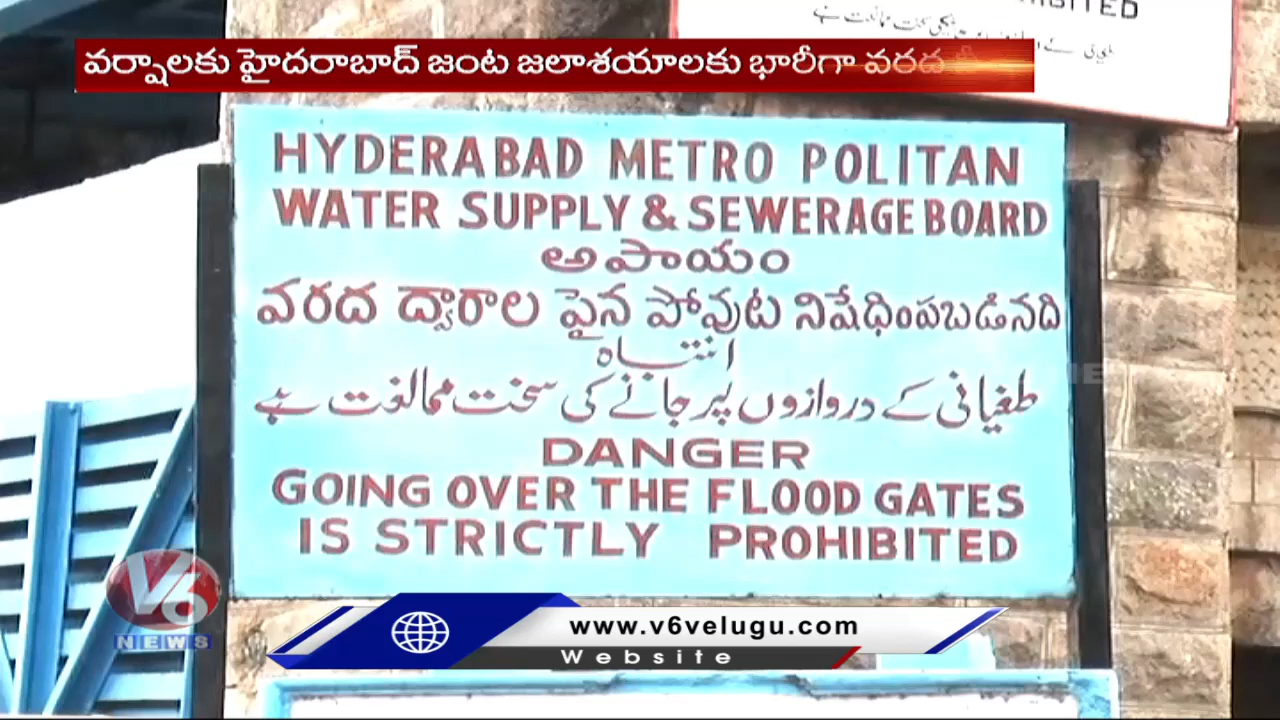 HIBITED
వర్షాలకు హైదరాబాద్ జంట జలాశయాలకు భారీగా వరద
HYDERABAD METRO POLITAN
WATER SUPPLY & SEWERAGE BOARD
అపాయం
వరద ద్వారాల పైన పోవుట నిషేధింపబడినది
انتباہ
طغیانی کے دروازوں پر جانے کی سخت ممانعت ہے
DANGER
GOING OVER THE FLOOD GATES
IS STRICTLY PROHIBITED
V6
NEWS
www.v6velugu.com
Website